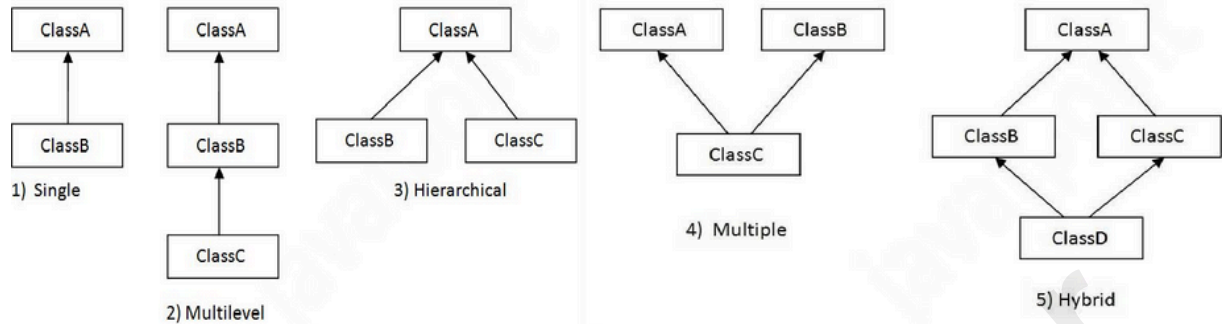 ClassA
ClassB
1) Single
ClassA
ClassB
ClassC
2) Multilevel
ClassA
ClassB
ClassC
3) Hierarchical
ClassA
ClassB
ClassC
4) Multiple
ClassA
ClassB
ClassC
ClassD
5) Hybrid